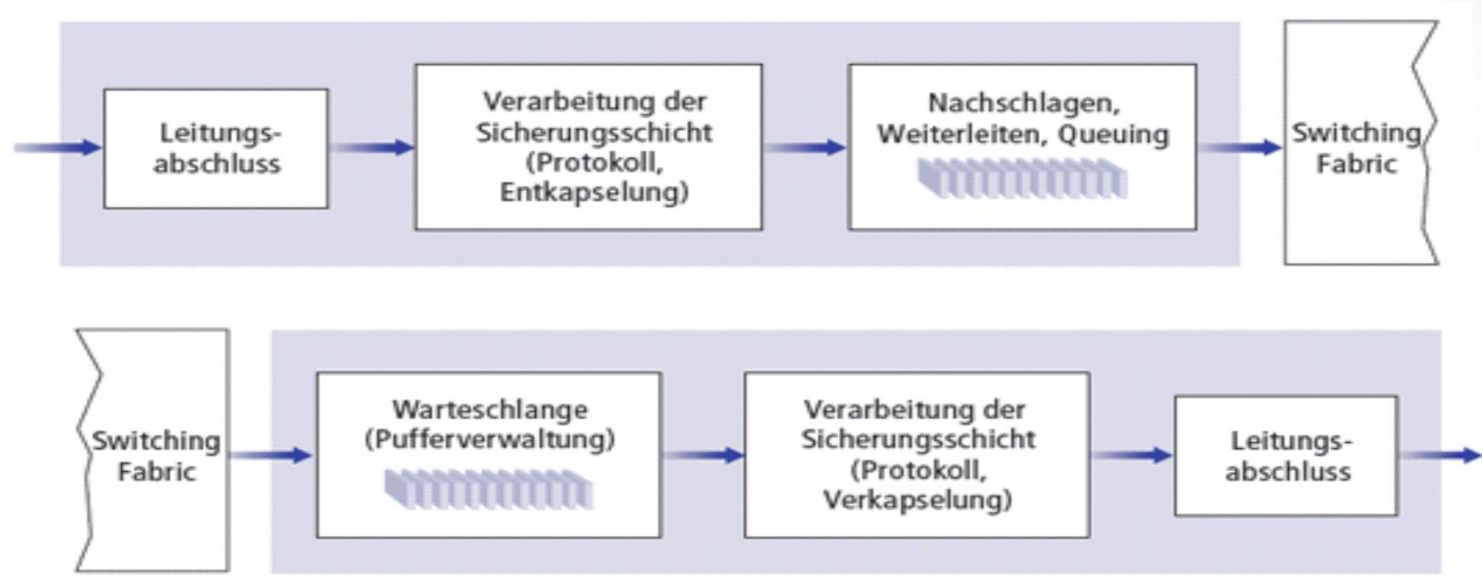 Leitungs-
abschluss
Verarbeitung der
Sicherungsschicht
(Protokoll,
Entkapselung)
Nachschlagen,
Weiterleiten, Queuing
Switching
Fabric
Switching
Fabric
Warteschlange
(Pufferverwaltung)
Verarbeitung der
Sicherungsschicht
(Protokoll,
Verkapselung)
Leitungs-
abschluss